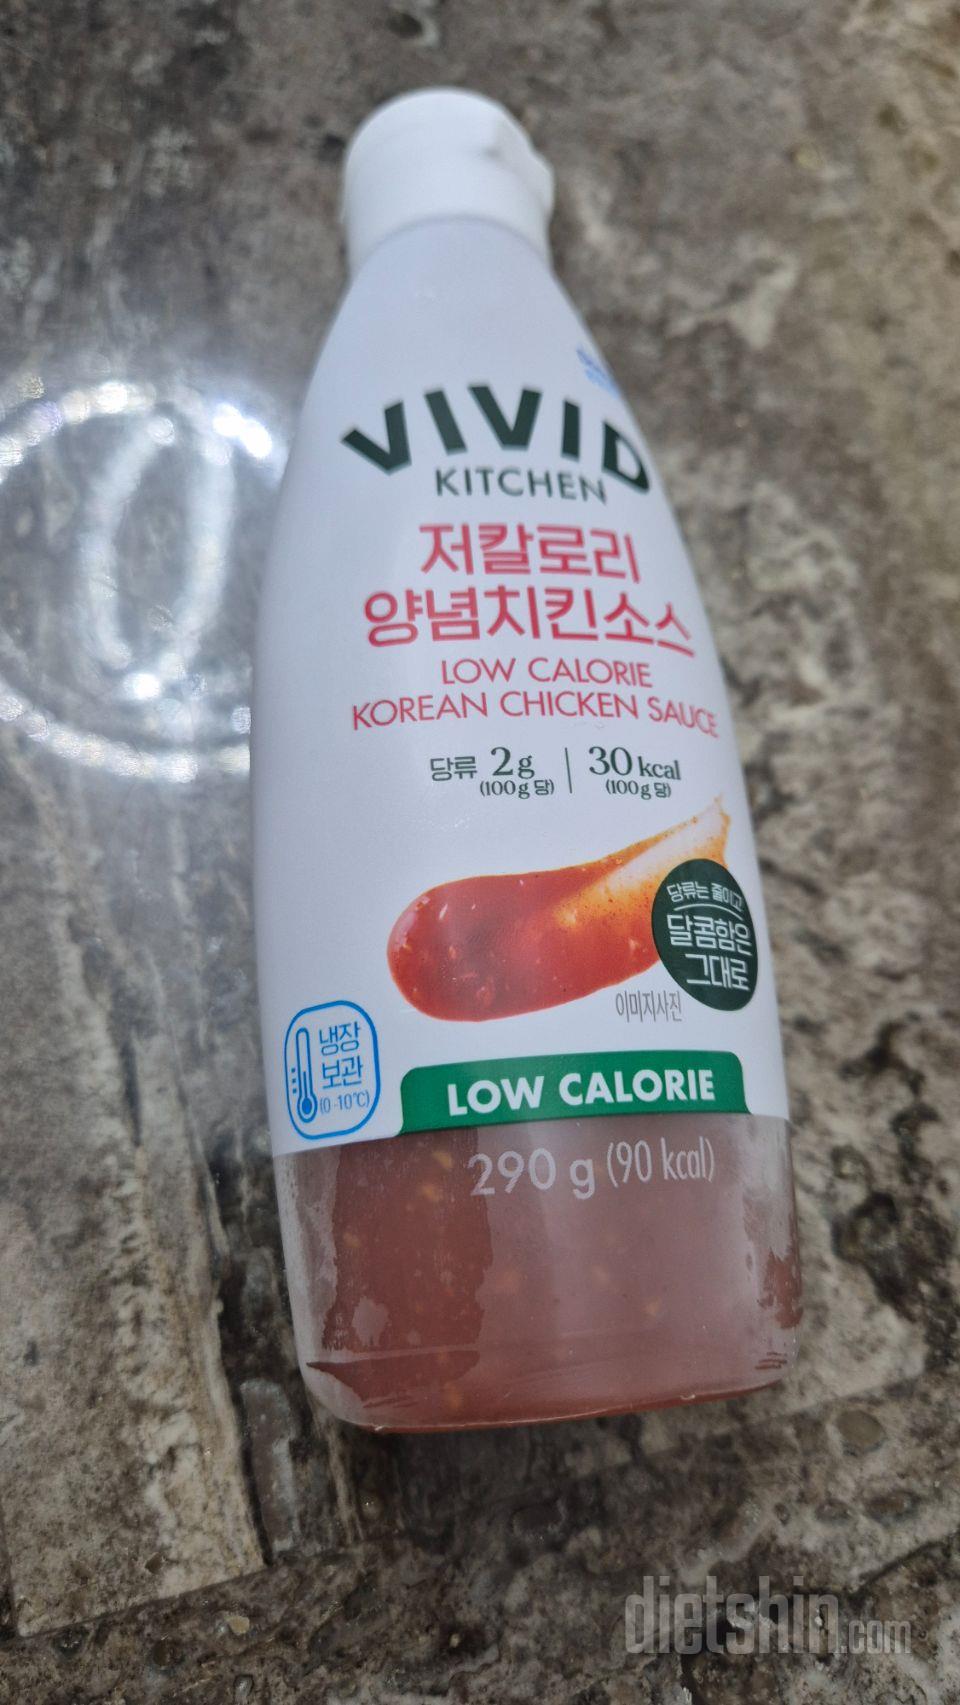 VIVID
KITCHEN
저칼로리
양념치킨소스
LOW CALORIE
KOREAN CHICKEN SAUCE
당류 2g (100g 당) | 30 kcal (100g 당)
당류는 줄이고
달콤함은
그대로
이미지사진
냉장
보관
(0-10℃)
LOW CALORIE
290 g (90 kcal)
dietshin.com